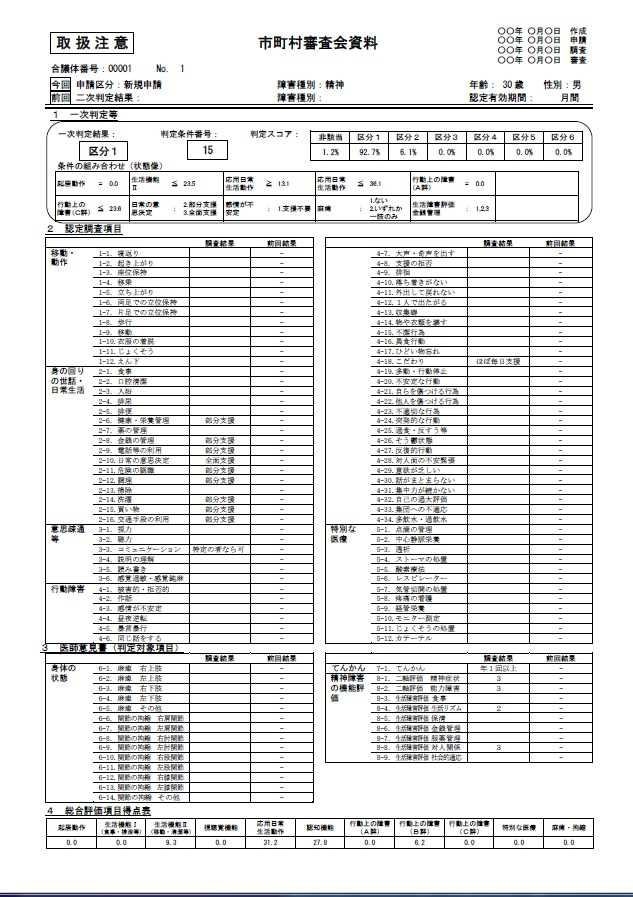 取扱注意
市町村審査会資料
〇〇年 〇月〇日 作成
〇〇年 〇月〇日 申請
〇〇年 〇月〇日 調査
〇〇年 〇月〇日 審査
合議体番号：00001 No. 1
今回 申請区分：新規申請 障害種別：精神 年齢： 30歳 性別：男
前回 二次判定結果： 障害種別： 認定有効期間： 月間
1 一次判定等
一次判定結果： 判定条件番号： 判定スコア：
区分1 15
非該当 区分1 区分2 区分3 区分4 区分5 区分6
1.2% 92.7% 6.1% 0.0% 0.0% 0.0% 0.0%
条件の組み合わせ（状態像）
起居動作 = 0.0 生活機能Ⅱ ≦ 23.5 応用日常生活動作 ≧ 13.1 応用日常生活動作 ≦ 36.1 行動上の障害（A群） = 0.0
行動上の障害（C群） ≦ 23.6 日常の意思決定 ： 2.部分支援 3.全面支援 感情が不安定 ： 1.支援不要 麻痺 ： 1.ない 2.いずれか一肢のみ 生活障害評価金銭管理 ： 1,2,3
2 認定調査項目
調査結果 前回結果
移動・動作
1-1. 寝返り -
1-2. 起き上がり -
1-3. 座位保持 -
1-4. 移乗 -
1-5. 立ち上がり -
1-6. 両足での立位保持 -
1-7. 片足での立位保持 -
1-8. 歩行 -
1-9. 移動 -
1-10. 衣服の着脱 -
1-11. じょくそう -
1-12. えん下 -
身の回りの世話・日常生活
2-1. 食事 -
2-2. 口腔清潔 -
2-3. 入浴 -
2-4. 排尿 -
2-5. 排便 -
2-6. 健康・栄養管理 部分支援 -
2-7. 薬の管理 -
2-8. 金銭の管理 部分支援 -
2-9. 電話等の利用 部分支援 -
2-10. 日常の意思決定 全面支援 -
2-11. 危険の認識 部分支援 -
2-12. 調理 部分支援 -
2-13. 掃除 -
2-14. 洗濯 部分支援 -
2-15. 買い物 部分支援 -
2-16. 交通手段の利用 部分支援 -
意思疎通等
3-1. 視力 -
3-2. 聴力 -
3-3. コミュニケーション 特定の者なら可 -
3-4. 説明の理解 -
3-5. 読み書き -
3-6. 感覚過敏・感覚鈍麻 -
行動障害
4-1. 被害的・拒否的 -
4-2. 作話 -
4-3. 感情が不安定 -
4-4. 昼夜逆転 -
4-5. 暴言暴行 -
4-6. 同じ話をする -
調査結果 前回結果
4-7. 大声・奇声を出す -
4-8. 支援の拒否 -
4-9. 徘徊 -
4-10. 落ち着きがない -
4-11. 外出して戻れない -
4-12. 1人で出たがる -
4-13. 収集癖 -
4-14. 物や衣類を壊す -
4-15. 不潔行為 -
4-16. 異食行動 -
4-17. ひどい物忘れ -
4-18. こだわり ほぼ毎日支援 -
4-19. 多動・行動停止 -
4-20. 不安定な行動 -
4-21. 自らを傷つける行為 -
4-22. 他人を傷つける行為 -
4-23. 不適切な行為 -
4-24. 突発的な行動 -
4-25. 過食・反すう等 -
4-26. そう鬱状態 -
4-27. 反復的行動 -
4-28. 対人面の不安緊張 -
4-29. 意欲が乏しい -
4-30. 話がまとまらない -
4-31. 集中力が続かない -
4-32. 自己の過大評価 -
4-33. 集団への不適応 -
4-34. 多飲水・過飲水 -
特別な医療
5-1. 点滴の管理 -
5-2. 中心静脈栄養 -
5-3. 透析 -
5-4. ストーマの処置 -
5-5. 酸素療法 -
5-6. レスピレーター -
5-7. 気管切開の処置 -
5-8. 疼痛の看護 -
5-9. 経管栄養 -
5-10. モニター測定 -
5-11. じょくそうの処置 -
5-12. カテーテル -
3 医師意見書（判定対象項目）
調査結果 前回結果
身体の状態
6-1. 麻痺 右上肢 -
6-2. 麻痺 左上肢 -
6-3. 麻痺 右下肢 -
6-4. 麻痺 左下肢 -
6-5. 麻痺 その他 -
6-6. 関節の拘縮 右肩関節 -
6-7. 関節の拘縮 左肩関節 -
6-8. 関節の拘縮 右肘関節 -
6-9. 関節の拘縮 左肘関節 -
6-10. 関節の拘縮 右股関節 -
6-11. 関節の拘縮 左股関節 -
6-12. 関節の拘縮 右膝関節 -
6-13. 関節の拘縮 左膝関節 -
6-14. 関節の拘縮 その他 -
調査結果 前回結果
てんかん
7-1. てんかん 年1回以上 -
精神障害の機能評価
8-1. 二軸評価 精神症状 3 -
8-2. 二軸評価 能力障害 3 -
8-3. 生活障害評価 食事 -
8-4. 生活障害評価 生活リズム 2 -
8-5. 生活障害評価 保清 -
8-6. 生活障害評価 金銭管理 -
8-7. 生活障害評価 服薬管理 -
8-8. 生活障害評価 対人関係 3 -
8-9. 生活障害評価 社会的適応 -
4 総合評価項目得点表
起居動作 生活機能Ⅰ（食事・排泄等） 生活機能Ⅱ（移動・清潔等） 視聴覚機能 応用日常生活動作 認知機能 行動上の障害（A群） 行動上の障害（B群） 行動上の障害（C群） 特別な医療 麻痺・拘縮
0.0 0.0 9.3 0.0 31.2 27.9 0.0 6.2 0.0 0.0 0.0